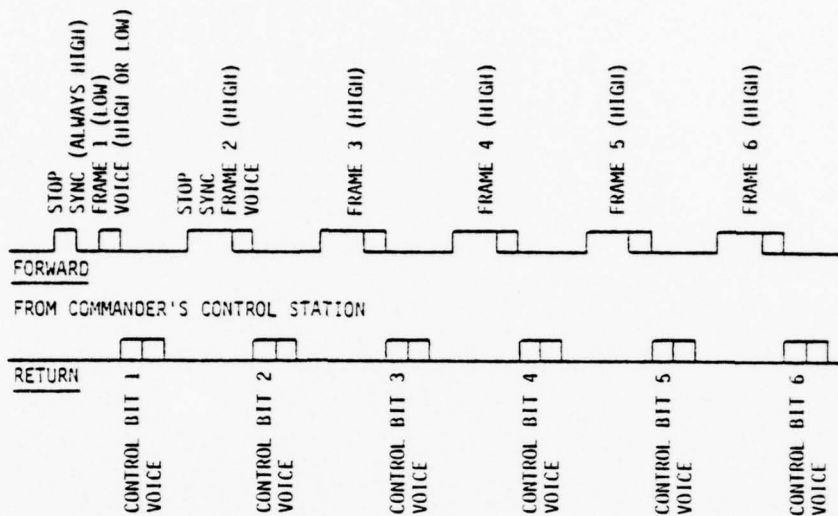 STOP
SYNC (ALWAYS HIGH)
FRAME 1 (LOW)
VOICE (HIGH OR LOW)
STOP
SYNC
FRAME 2 (HIGH)
VOICE
FRAME 3 (HIGH)
FRAME 4 (HIGH)
FRAME 5 (HIGH)
FRAME 6 (HIGH)
FORWARD
FROM COMMANDER'S CONTROL STATION
RETURN
CONTROL BIT 1
VOICE
CONTROL BIT 2
VOICE
CONTROL BIT 3
VOICE
CONTROL BIT 4
VOICE
CONTROL BIT 5
VOICE
CONTROL BIT 6
VOICE